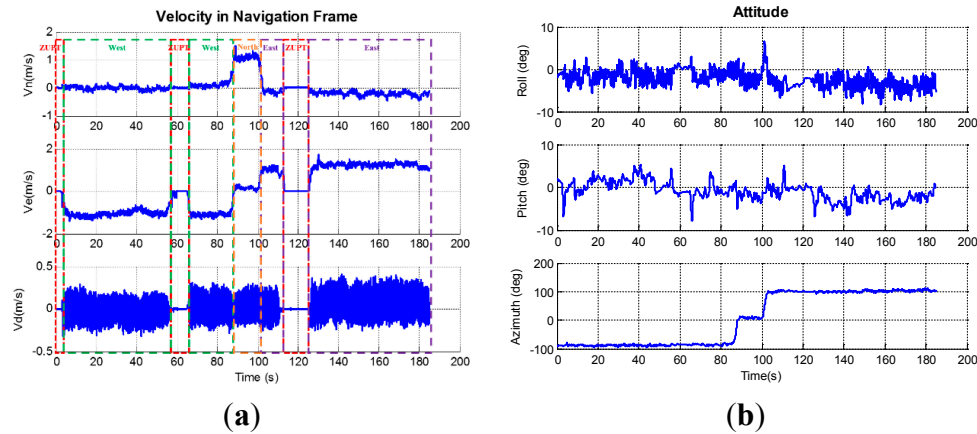 Velocity in Navigation Frame
ZUPT West ZUPT West North East ZUPT East
Vn(m/s)
2
1
0
-1
0 20 40 60 80 100 120 140 160 180 200
Ve(m/s)
2
0
-2
0 20 40 60 80 100 120 140 160 180 200
Vd(m/s)
0.5
0
-0.5
0 20 40 60 80 100 120 140 160 180 200
Time (s)
(a)
Attitude
Roll (deg)
10
0
-10
0 20 40 60 80 100 120 140 160 180 200
Pitch (deg)
10
0
-10
0 20 40 60 80 100 120 140 160 180 200
Azimuth (deg)
200
100
0
-100
0 20 40 60 80 100 120 140 160 180 200
Time(s)
(b)